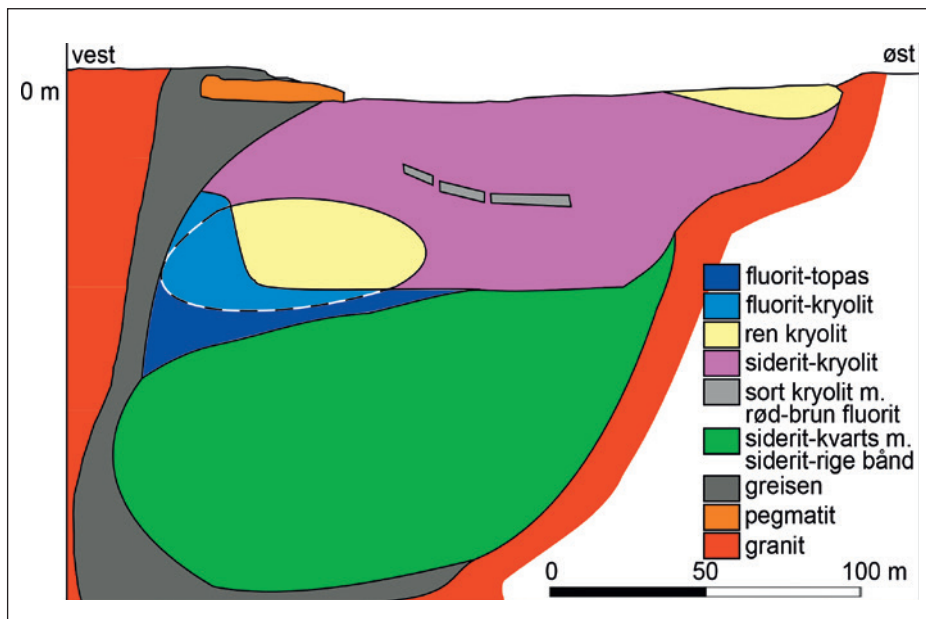 vest
øst
0 m
fluorit-topas
fluorit-kryolit
ren kryolit
siderit-kryolit
sort kryolit m.
rød-brun fluorit
siderit-kvarts m.
siderit-rige bånd
greisen
pegmatit
granit
0
50
100 m